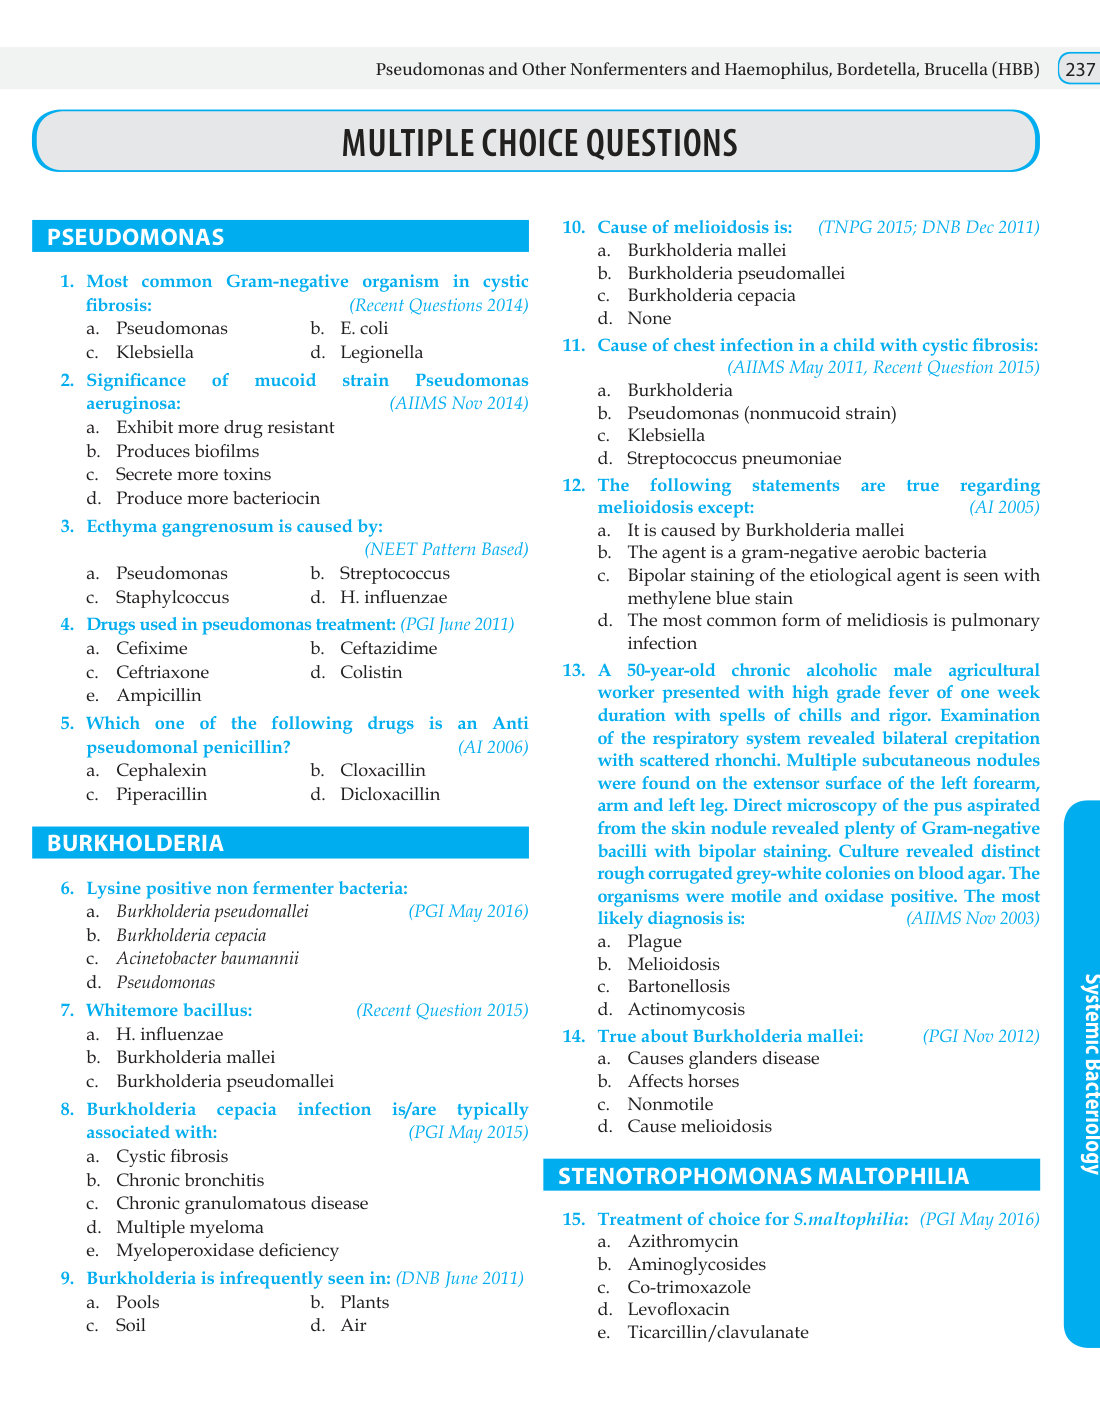 Pseudomonas and Other Nonfermenters and Haemophilus, Bordetella, Brucella (HBB) 237
MULTIPLE CHOICE QUESTIONS
PSEUDOMONAS
1. Most common Gram-negative organism in cystic
fibrosis: (Recent Questions 2014)
a. Pseudomonas b. E. coli
c. Klebsiella d. Legionella
2. Significance of mucoid strain Pseudomonas
aeruginosa: (AIIMS Nov 2014)
a. Exhibit more drug resistant
b. Produces biofilms
c. Secrete more toxins
d. Produce more bacteriocin
3. Ecthyma gangrenosum is caused by:
(NEET Pattern Based)
a. Pseudomonas b. Streptococcus
c. Staphylcoccus d. H. influenzae
4. Drugs used in pseudomonas treatment: (PGI June 2011)
a. Cefixime b. Ceftazidime
c. Ceftriaxone d. Colistin
e. Ampicillin
5. Which one of the following drugs is an Anti
pseudomonal penicillin? (AI 2006)
a. Cephalexin b. Cloxacillin
c. Piperacillin d. Dicloxacillin
BURKHOLDERIA
6. Lysine positive non fermenter bacteria:
a. Burkholderia pseudomallei (PGI May 2016)
b. Burkholderia cepacia
c. Acinetobacter baumannii
d. Pseudomonas
7. Whitemore bacillus: (Recent Question 2015)
a. H. influenzae
b. Burkholderia mallei
c. Burkholderia pseudomallei
8. Burkholderia cepacia infection is/are typically
associated with: (PGI May 2015)
a. Cystic fibrosis
b. Chronic bronchitis
c. Chronic granulomatous disease
d. Multiple myeloma
e. Myeloperoxidase deficiency
9. Burkholderia is infrequently seen in: (DNB June 2011)
a. Pools b. Plants
c. Soil d. Air
10. Cause of melioidosis is: (TNPG 2015; DNB Dec 2011)
a. Burkholderia mallei
b. Burkholderia pseudomallei
c. Burkholderia cepacia
d. None
11. Cause of chest infection in a child with cystic fibrosis:
(AIIMS May 2011, Recent Question 2015)
a. Burkholderia
b. Pseudomonas (nonmucoid strain)
c. Klebsiella
d. Streptococcus pneumoniae
12. The following statements are true regarding
melioidosis except: (AI 2005)
a. It is caused by Burkholderia mallei
b. The agent is a gram-negative aerobic bacteria
c. Bipolar staining of the etiological agent is seen with
methylene blue stain
d. The most common form of melidiosis is pulmonary
infection
13. A 50-year-old chronic alcoholic male agricultural
worker presented with high grade fever of one week
duration with spells of chills and rigor. Examination
of the respiratory system revealed bilateral crepitation
with scattered rhonchi. Multiple subcutaneous nodules
were found on the extensor surface of the left forearm,
arm and left leg. Direct microscopy of the pus aspirated
from the skin nodule revealed plenty of Gram-negative
bacilli with bipolar staining. Culture revealed distinct
rough corrugated grey-white colonies on blood agar. The
organisms were motile and oxidase positive. The most
likely diagnosis is: (AIIMS Nov 2003)
a. Plague
b. Melioidosis
c. Bartonellosis
d. Actinomycosis
14. True about Burkholderia mallei: (PGI Nov 2012)
a. Causes glanders disease
b. Affects horses
c. Nonmotile
d. Cause melioidosis
STENOTROPHOMONAS MALTOPHILIA
15. Treatment of choice for S.maltophilia: (PGI May 2016)
a. Azithromycin
b. Aminoglycosides
c. Co-trimoxazole
d. Levofloxacin
e. Ticarcillin/clavulanate
Systemic Bacteriology